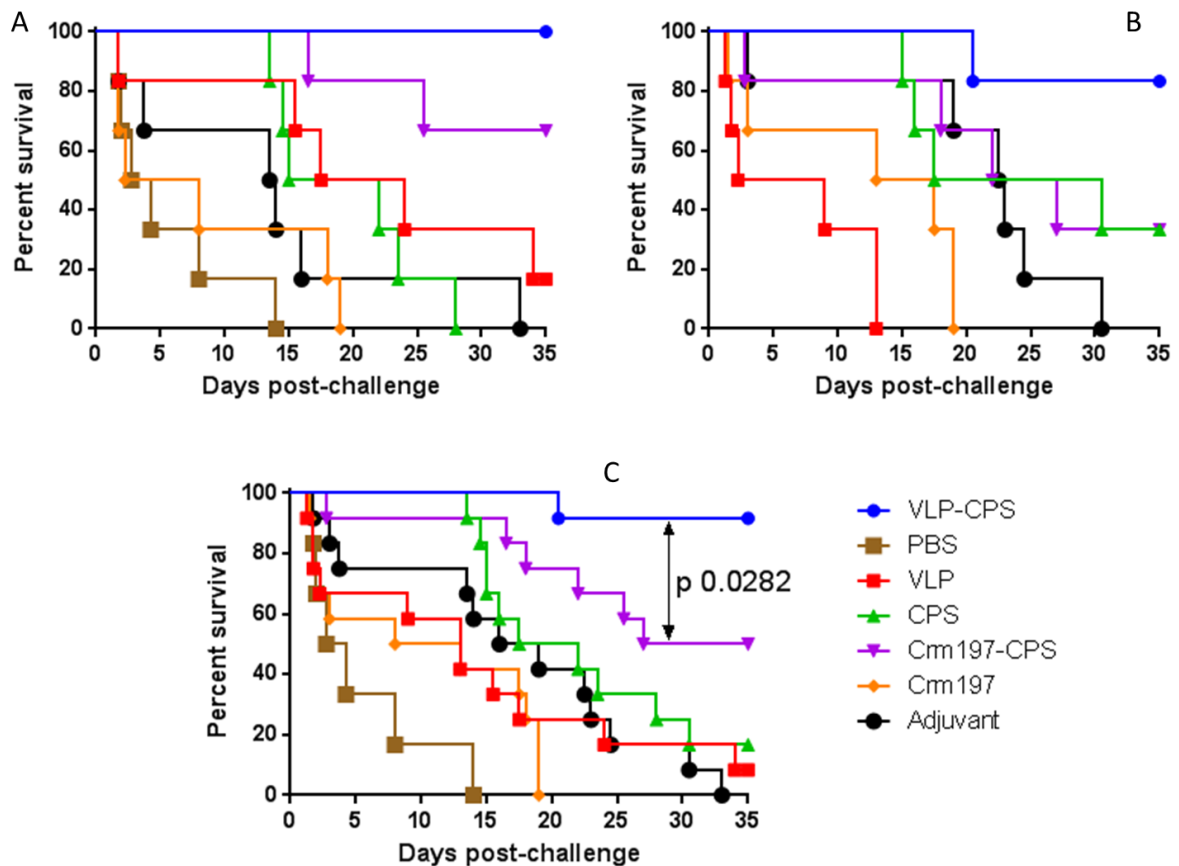 A
B
Percent survival
100
80
60
40
20
0
0 5 10 15 20 25 30 35
Days post-challenge
Percent survival
100
80
60
40
20
0
0 5 10 15 20 25 30 35
Days post-challenge
C
Percent survival
100
80
60
40
20
0
0 5 10 15 20 25 30 35
Days post-challenge
p 0.0282
VLP-CPS
PBS
VLP
CPS
Crm197-CPS
Crm197
Adjuvant